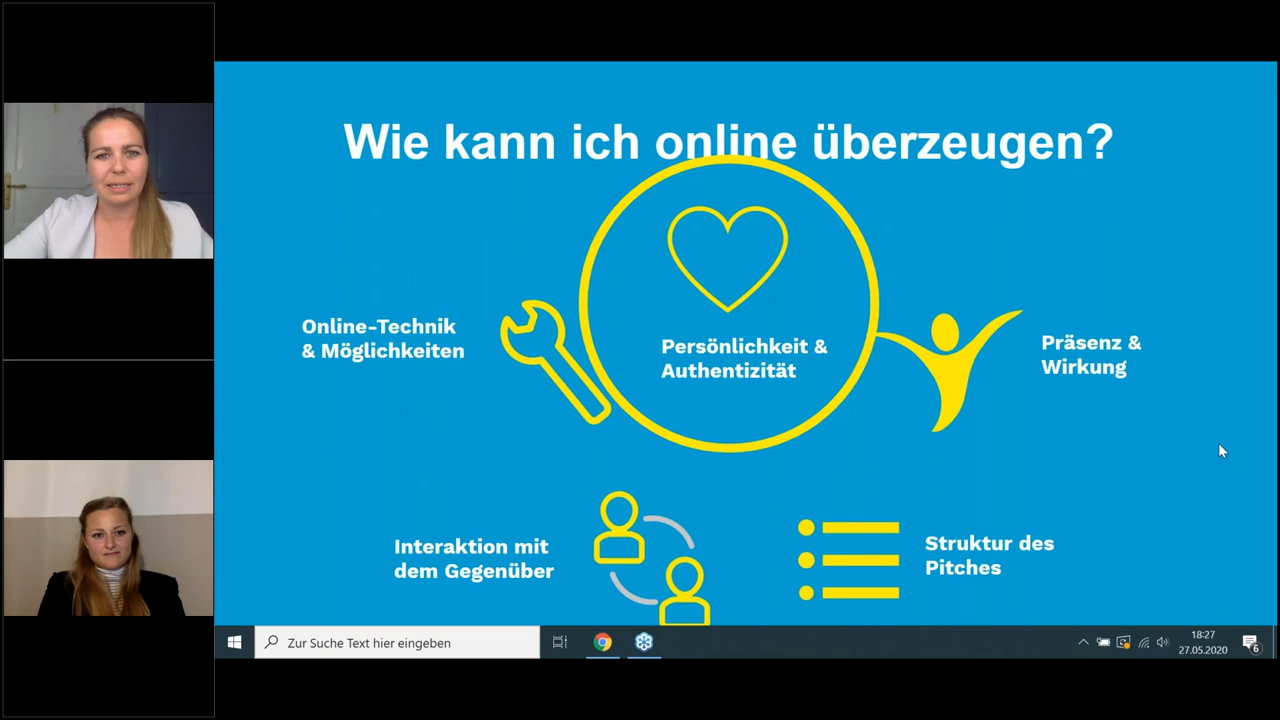 Wie kann ich online überzeugen?
Online-Technik
& Möglichkeiten
Persönlichkeit &
Authentizität
Präsenz &
Wirkung
Interaktion mit
dem Gegenüber
Struktur des
Pitches
Zur Suche Text hier eingeben
18:27
27.05.2020
6